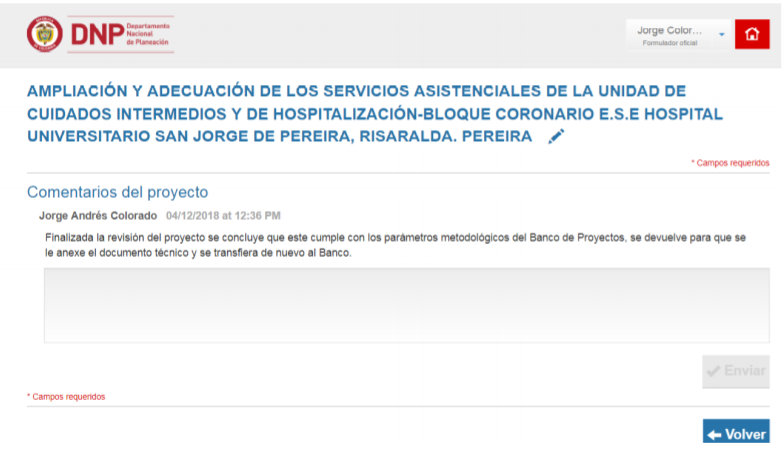 DNP Departamento
Nacional
de Planeación
Jorge Color...
Formulador oficial
AMPLIACIÓN Y ADECUACIÓN DE LOS SERVICIOS ASISTENCIALES DE LA UNIDAD DE
CUIDADOS INTERMEDIOS Y DE HOSPITALIZACIÓN-BLOQUE CORONARIO E.S.E HOSPITAL
UNIVERSITARIO SAN JORGE DE PEREIRA, RISARALDA. PEREIRA
* Campos requeridos
Comentarios del proyecto
Jorge Andrés Colorado 04/12/2018 at 12:36 PM
Finalizada la revisión del proyecto se concluye que este cumple con los parámetros metodológicos del Banco de Proyectos, se devuelve para que se
le anexe el documento técnico y se transfiera de nuevo al Banco.
Enviar
* Campos requeridos
Volver